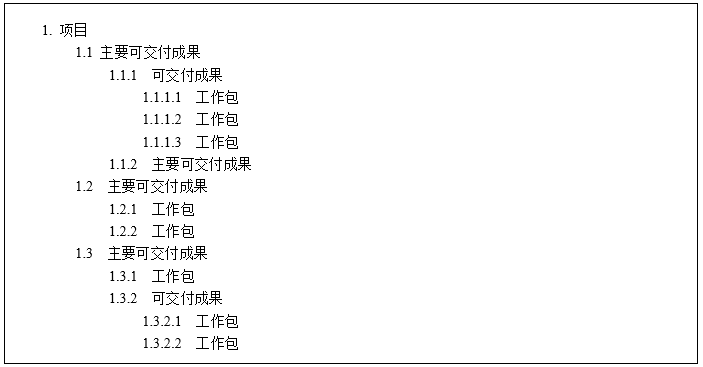 1. 项目
1.1 主要可交付成果
1.1.1 可交付成果
1.1.1.1 工作包
1.1.1.2 工作包
1.1.1.3 工作包
1.1.2 主要可交付成果
1.2 主要可交付成果
1.2.1 工作包
1.2.2 工作包
1.3 主要可交付成果
1.3.1 工作包
1.3.2 可交付成果
1.3.2.1 工作包
1.3.2.2 工作包